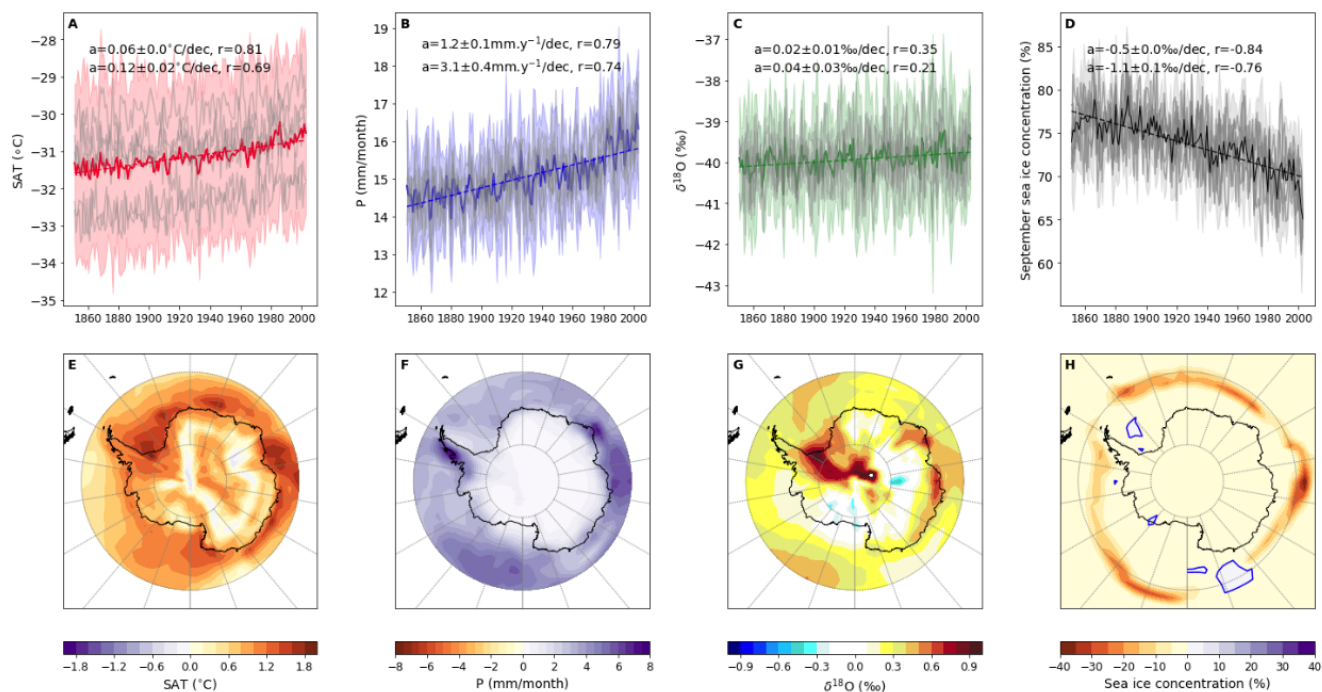 A
a=0.06±0.0°C/dec, r=0.81
a=0.12±0.02°C/dec, r=0.69
SAT (∘C)
−28
−29
−30
−31
−32
−33
−34
−35
1860 1880 1900 1920 1940 1960 1980 2000
B
a=1.2±0.1mm.y⁻¹/dec, r=0.79
a=3.1±0.4mm.y⁻¹/dec, r=0.74
P (mm/month)
19
18
17
16
15
14
13
12
1860 1880 1900 1920 1940 1960 1980 2000
C
a=0.02±0.01‰/dec, r=0.35
a=0.04±0.03‰/dec, r=0.21
δ¹⁸O (‰)
−37
−38
−39
−40
−41
−42
−43
1860 1880 1900 1920 1940 1960 1980 2000
D
a=-0.5±0.0‰/dec, r=-0.84
a=-1.1±0.1‰/dec, r=-0.76
September sea ice concentration (%)
85
80
75
70
65
60
1860 1880 1900 1920 1940 1960 1980 2000
E
−1.8 −1.2 −0.6 0.0 0.6 1.2 1.8
SAT (°C)
F
−8 −6 −4 −2 0 2 4 6 8
P (mm/month)
G
−0.9 −0.6 −0.3 0.0 0.3 0.6 0.9
δ¹⁸O (‰)
H
−40 −30 −20 −10 0 10 20 30 40
Sea ice concentration (%)